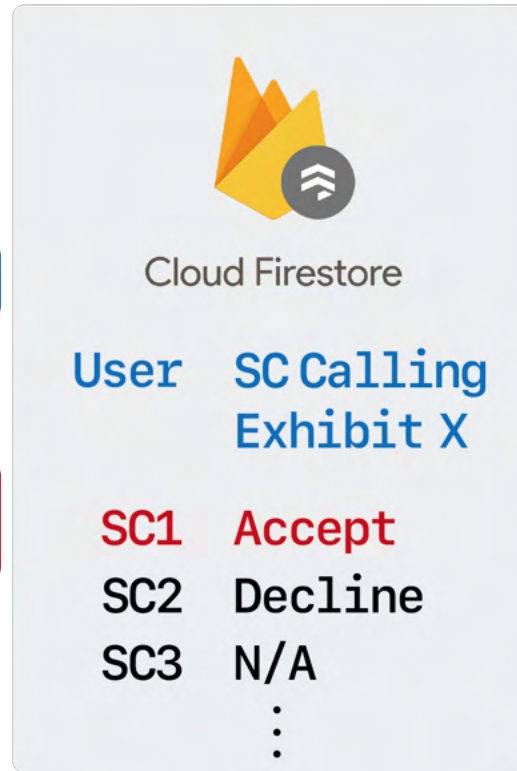 Cloud Firestore
User SC Calling
Exhibit X
SC1 Accept
SC2 Decline
SC3 N/A
⋮